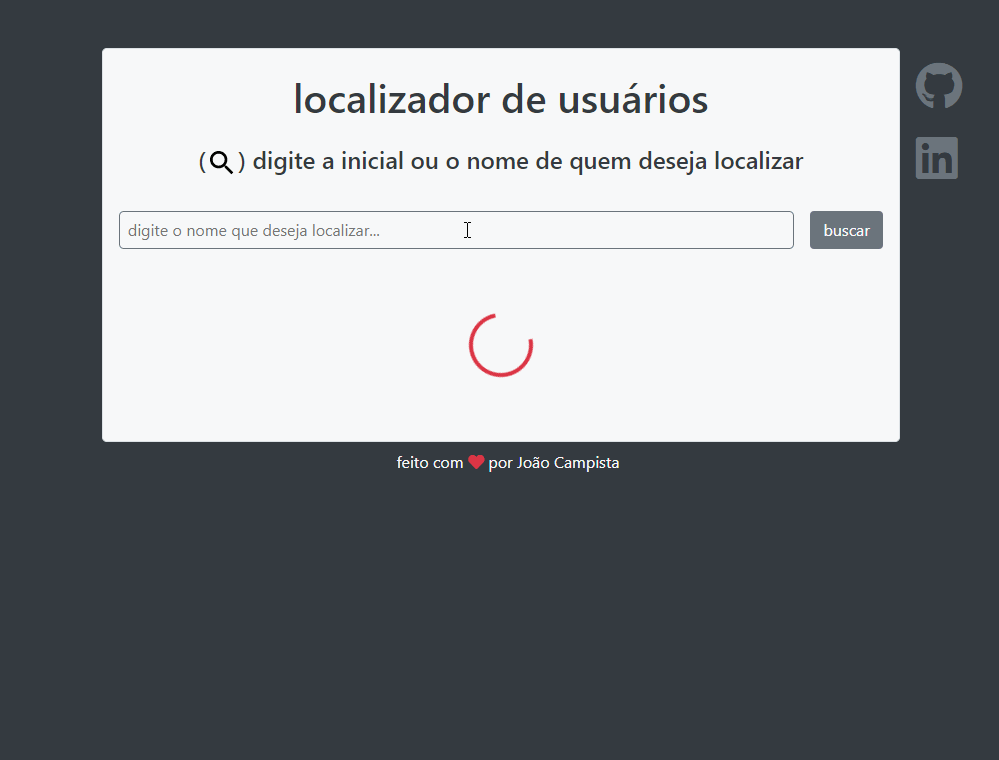 localizador de usuários
( ) digite a inicial ou o nome de quem deseja localizar
digite o nome que deseja localizar...
buscar
feito com por João Campista
in